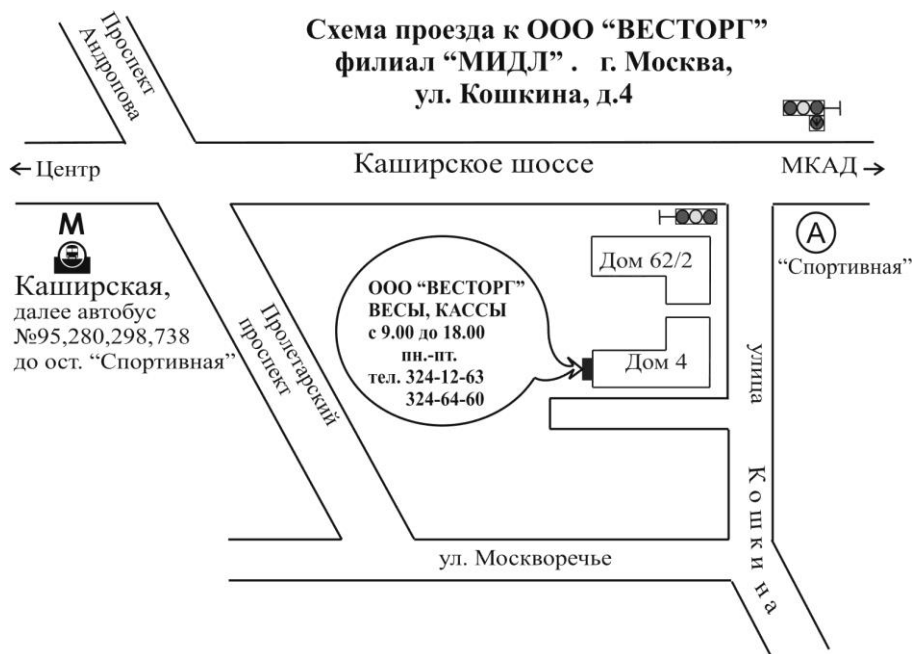 Схема проезда к ООО “ВЕСТОРГ”
филиал “МИДЛ” . г. Москва,
ул. Кошкина, д.4
Проспект
Андропова
← Центр
Каширское шоссе
МКАД →
М
Каширская,
далее автобус
№95,280,298,738
до ост. “Спортивная”
А
“Спортивная”
Дом 62/2
ООО “ВЕСТОРГ”
ВЕСЫ, КАССЫ
с 9.00 до 18.00
пн.-пт.
тел. 324-12-63
324-64-60
Дом 4
Пролетарский
проспект
улица
Кошкина
ул. Москворечье